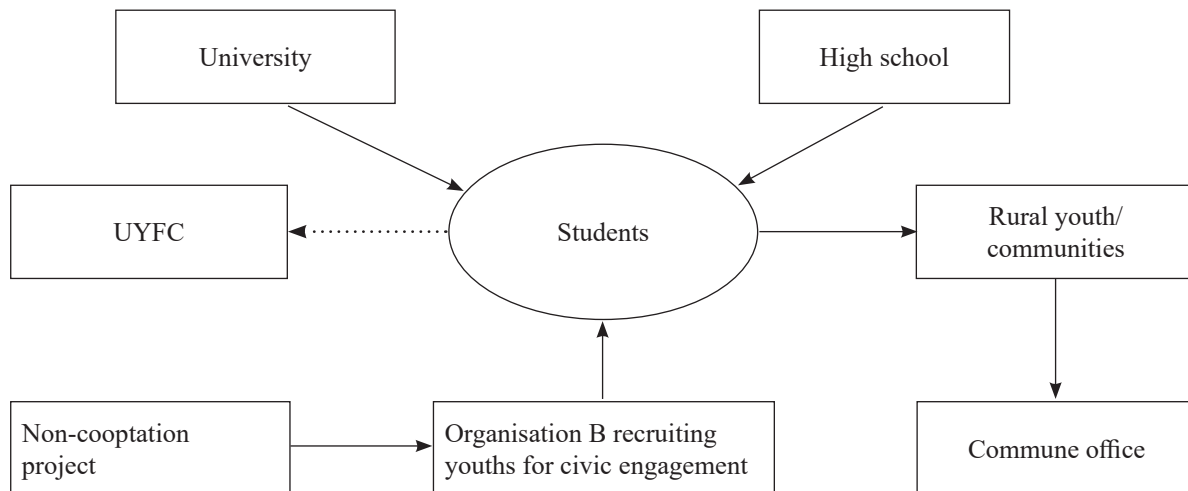 University
High school
UYFC
Students
Rural youth/
communities
Non-cooptation
project
Organisation B recruiting
youths for civic engagement
Commune office